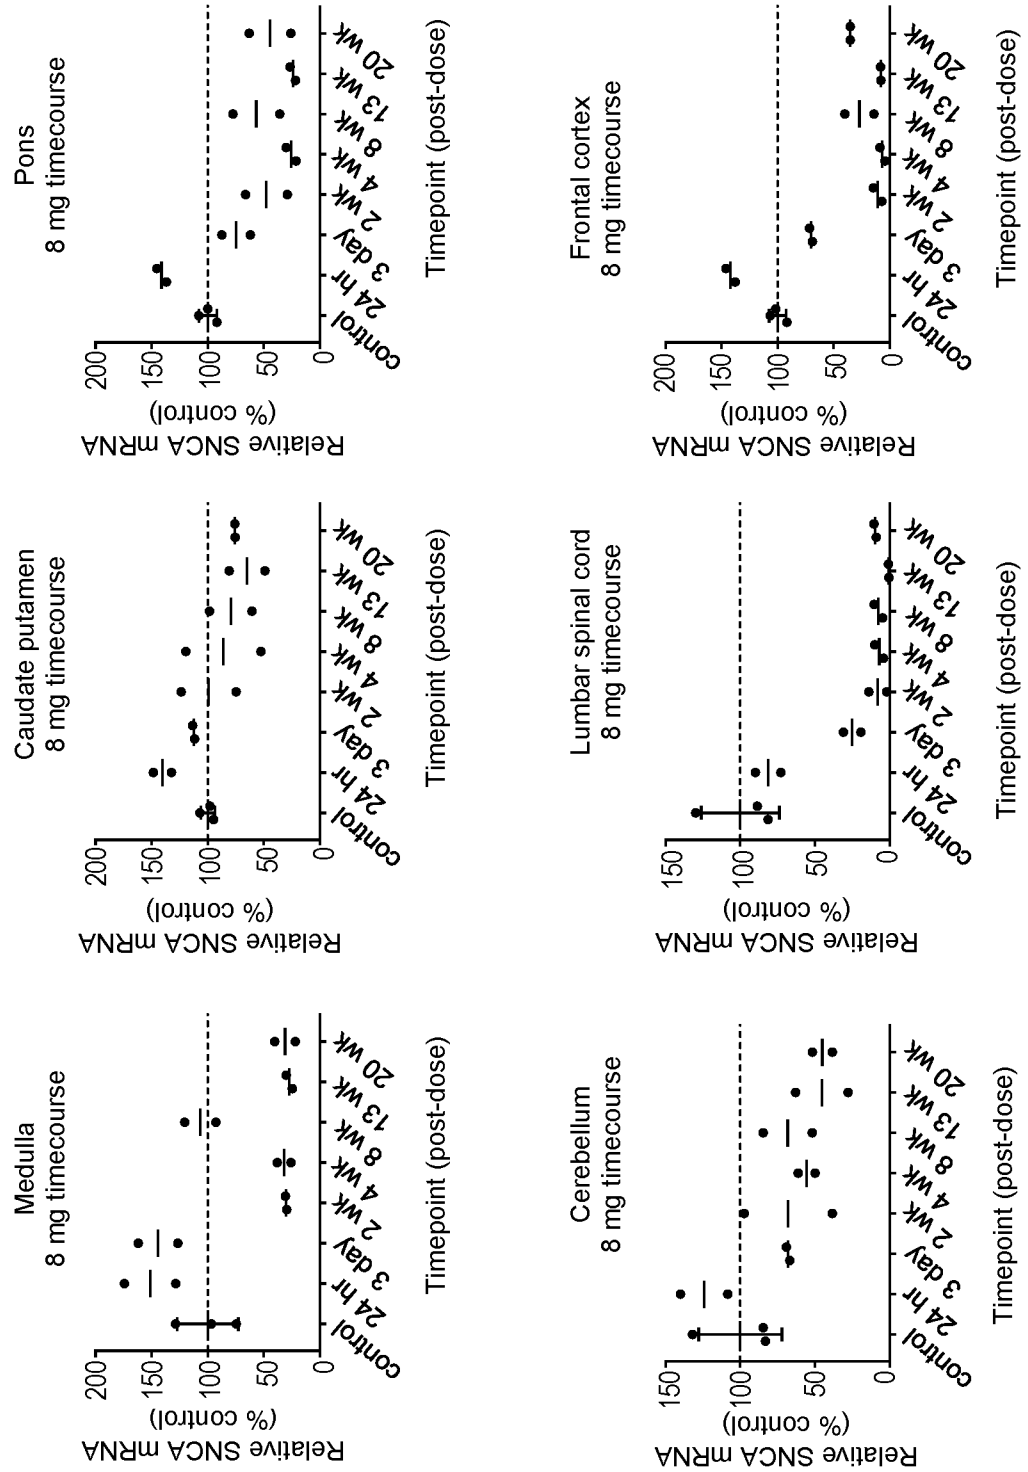 Medulla
8 mg timecourse
Relative SNCA mRNA
(% control)
200
150
100
50
0
control
24 hr
3 day
2 wk
4 wk
8 wk
13 wk
20 wk
Timepoint (post-dose)
Caudate putamen
8 mg timecourse
Relative SNCA mRNA
(% control)
200
150
100
50
0
control
24 hr
3 day
2 wk
4 wk
8 wk
13 wk
20 wk
Timepoint (post-dose)
Pons
8 mg timecourse
Relative SNCA mRNA
(% control)
200
150
100
50
0
control
24 hr
3 day
2 wk
4 wk
8 wk
13 wk
20 wk
Timepoint (post-dose)
Cerebellum
8 mg timecourse
Relative SNCA mRNA
(% control)
150
100
50
0
control
24 hr
3 day
2 wk
4 wk
8 wk
13 wk
20 wk
Timepoint (post-dose)
Lumbar spinal cord
8 mg timecourse
Relative SNCA mRNA
(% control)
150
100
50
0
control
24 hr
3 day
2 wk
4 wk
8 wk
13 wk
20 wk
Timepoint (post-dose)
Frontal cortex
8 mg timecourse
Relative SNCA mRNA
(% control)
200
150
100
50
0
control
24 hr
3 day
2 wk
4 wk
8 wk
13 wk
20 wk
Timepoint (post-dose)